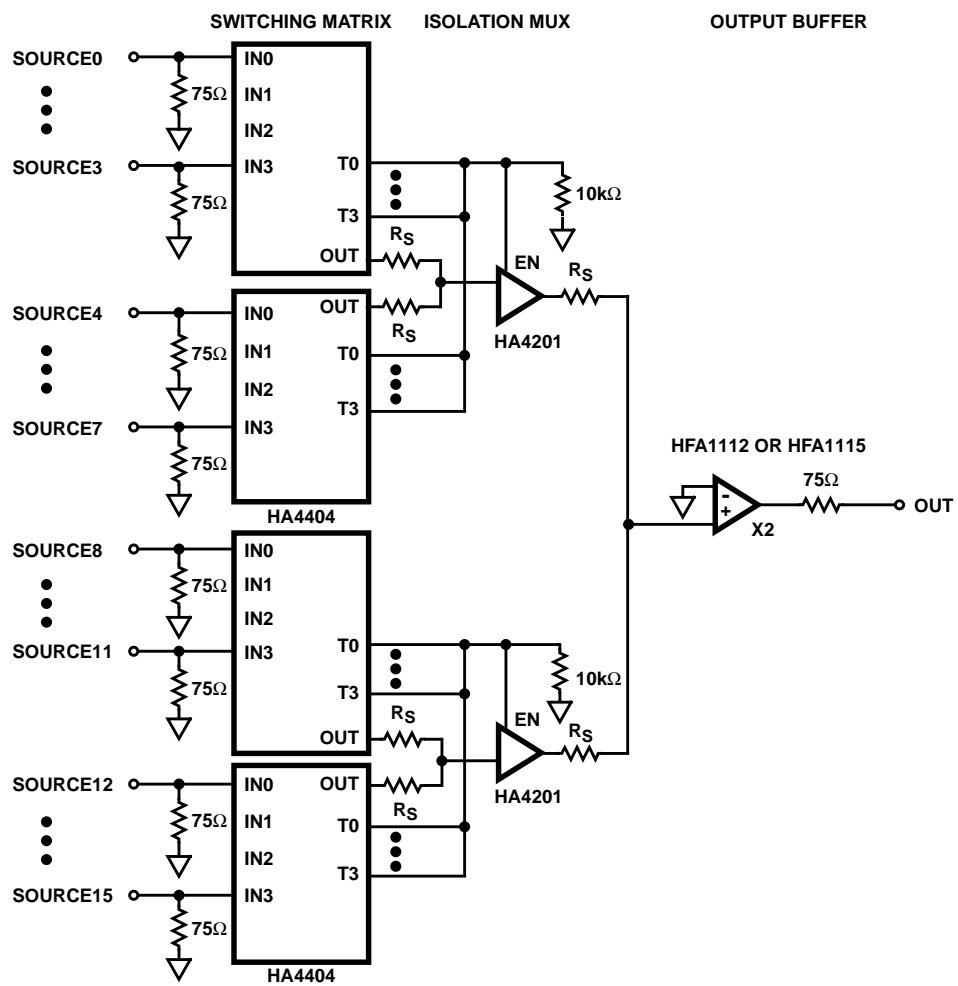 SWITCHING MATRIX ISOLATION MUX OUTPUT BUFFER
SOURCE0
75Ω
IN0
IN1
IN2
SOURCE3
75Ω
IN3
T0
T3
OUT
RS
10kΩ
EN
RS
SOURCE4
75Ω
IN0
IN1
IN2
OUT
RS
HA4201
T0
T3
SOURCE7
75Ω
IN3
HA4404
HFA1112 OR HFA1115
-
+
X2
75Ω
OUT
SOURCE8
75Ω
IN0
IN1
IN2
SOURCE11
75Ω
IN3
T0
T3
OUT
RS
10kΩ
EN
RS
SOURCE12
75Ω
IN0
IN1
IN2
OUT
RS
HA4201
T0
T3
SOURCE15
75Ω
IN3
HA4404